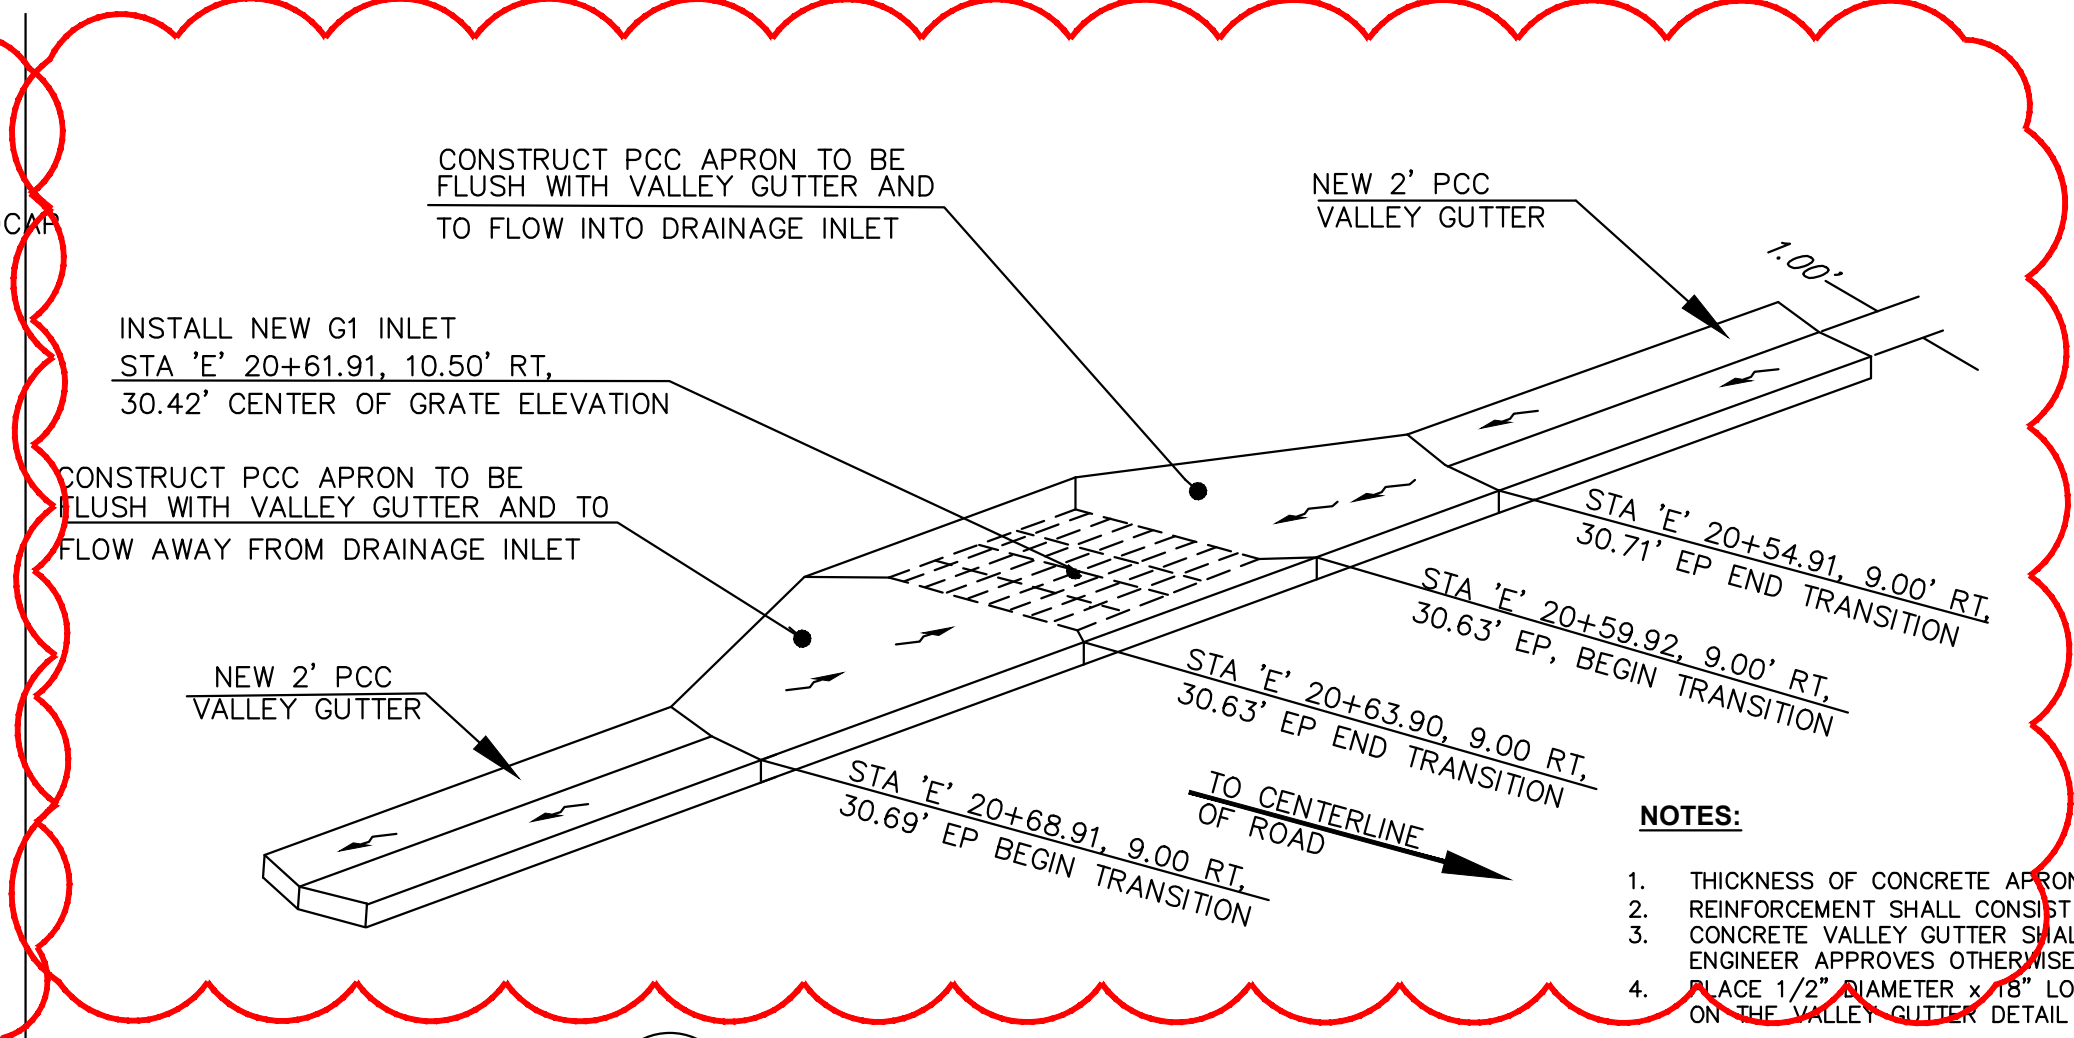 CONSTRUCT PCC APRON TO BE
FLUSH WITH VALLEY GUTTER AND
TO FLOW INTO DRAINAGE INLET
NEW 2' PCC
VALLEY GUTTER
1.00'
INSTALL NEW G1 INLET
STA 'E' 20+61.91, 10.50' RT,
30.42' CENTER OF GRATE ELEVATION
CONSTRUCT PCC APRON TO BE
FLUSH WITH VALLEY GUTTER AND TO
FLOW AWAY FROM DRAINAGE INLET
NEW 2' PCC
VALLEY GUTTER
STA 'E' 20+54.91, 9.00' RT,
30.71' EP END TRANSITION
STA 'E' 20+59.92, 9.00' RT,
30.63' EP, BEGIN TRANSITION
STA 'E' 20+63.90, 9.00 RT,
30.63' EP END TRANSITION
STA 'E' 20+68.91, 9.00 RT,
30.69' EP BEGIN TRANSITION
TO CENTERLINE
OF ROAD
NOTES:
1. THICKNESS OF CONCRETE APRON
2. REINFORCEMENT SHALL CONSIST
3. CONCRETE VALLEY GUTTER
ENGINEER APPROVES OTHERWISE
4. PLACE 1/2" DIAMETER x 18"
ON THE VALLEY GUTTER DETAIL